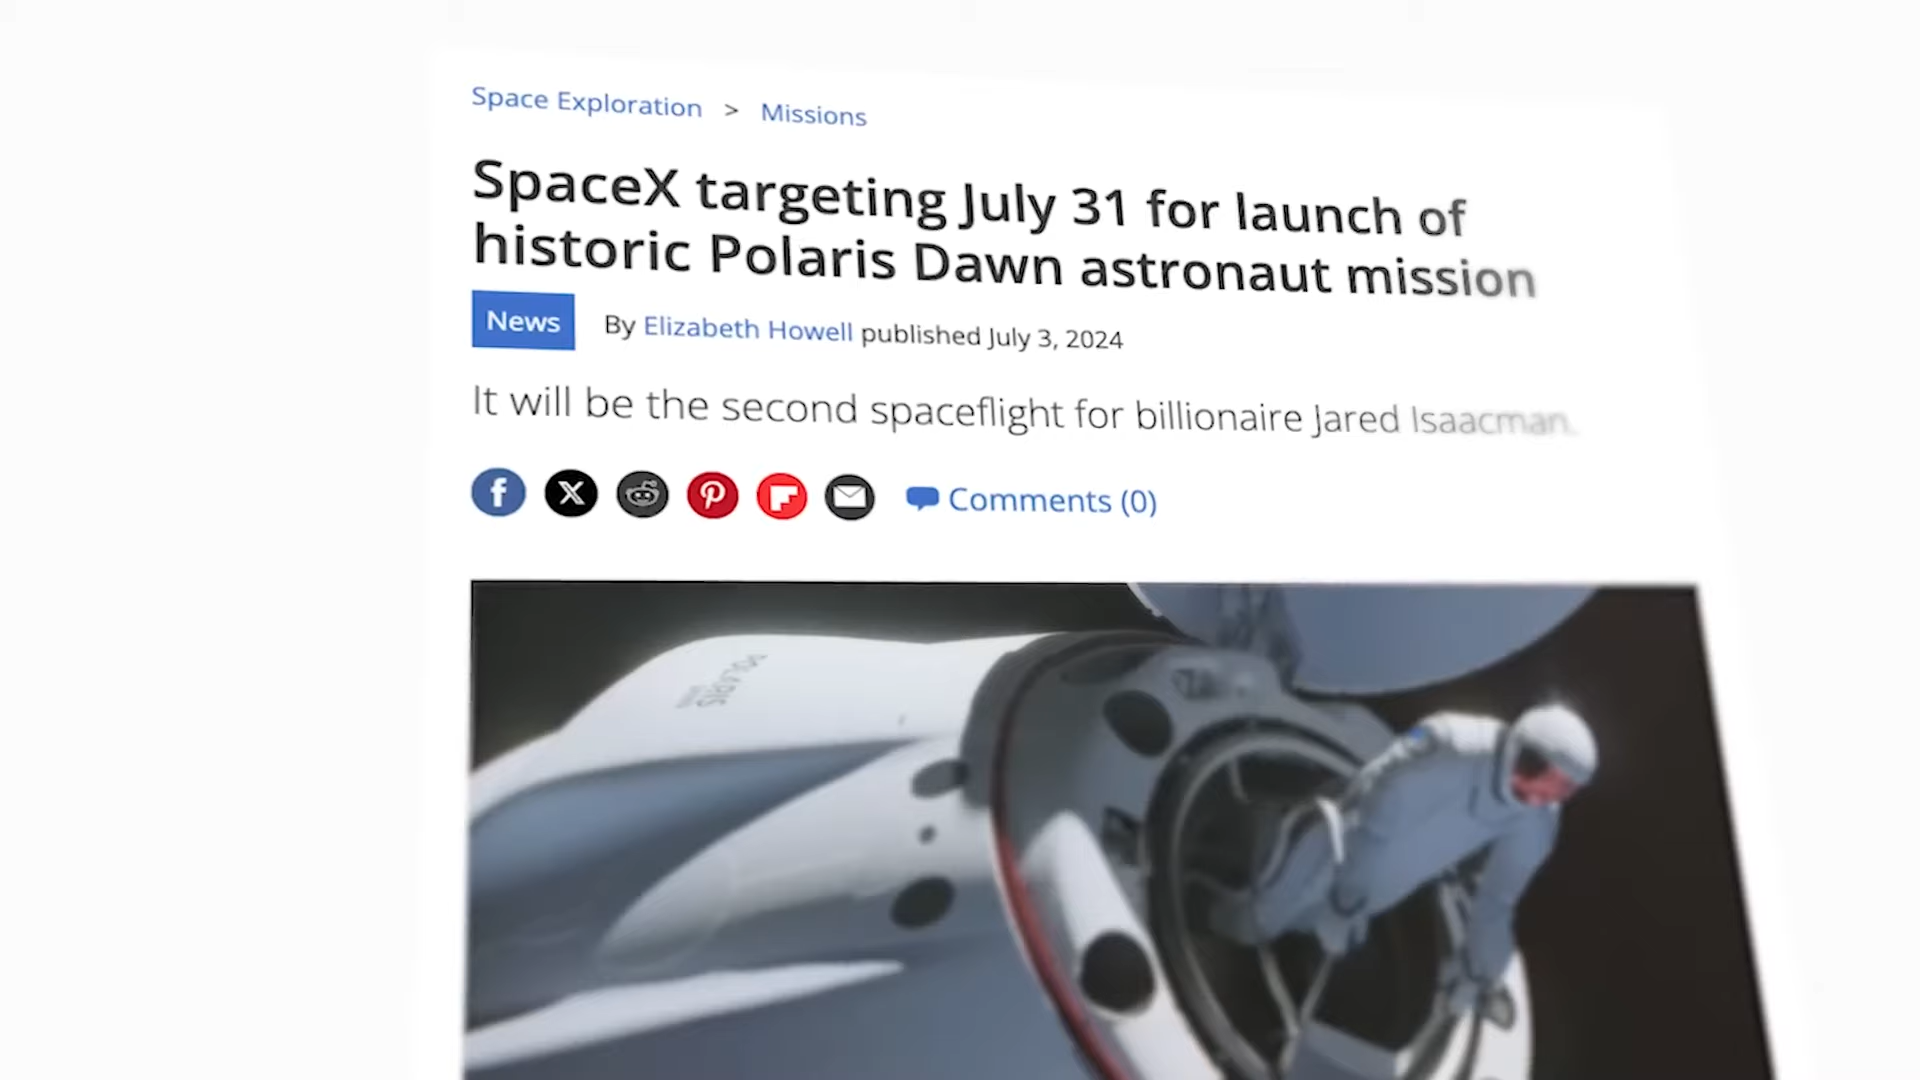 Space Exploration > Missions
SpaceX targeting July 31 for launch of
historic Polaris Dawn astronaut mission
News By Elizabeth Howell published July 3, 2024
It will be the second spaceflight for billionaire Jared Isaacman.
Comments (0)
POLARIS